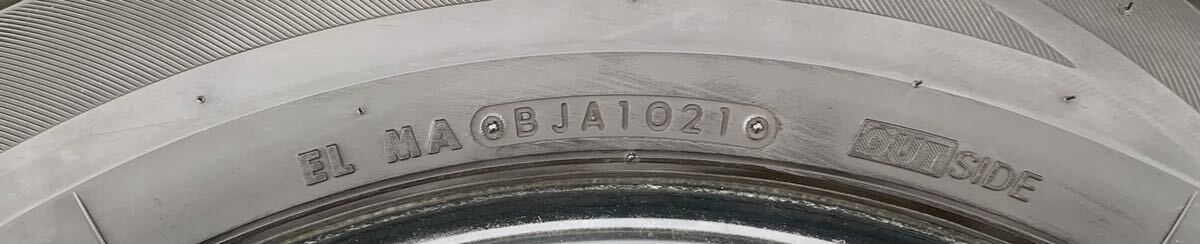 EL MA BJA1021 OUTSIDE